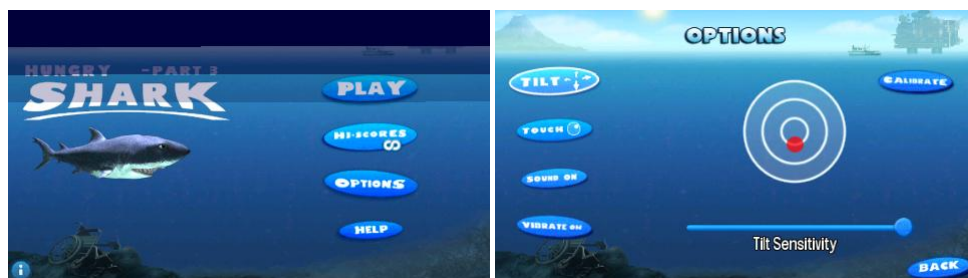 HUNGRY -PART 3
SHARK
PLAY
HI-SCORES
OPTIONS
HELP
i
OPTIONS
TILT
CALIBRATE
TOUCH
SOUND ON
VIBRATE ON
Tilt Sensitivity
BACK